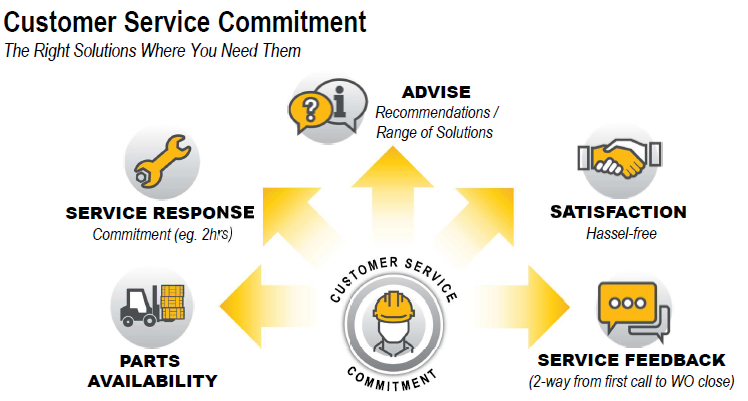 Customer Service Commitment
The Right Solutions Where You Need Them
ADVISE
Recommendations /
Range of Solutions
SERVICE RESPONSE
Commitment (eg. 2hrs)
SATISFACTION
Hassel-free
CUSTOMER SERVICE
COMMITMENT
PARTS
AVAILABILITY
SERVICE FEEDBACK
(2-way from first call to WO close)